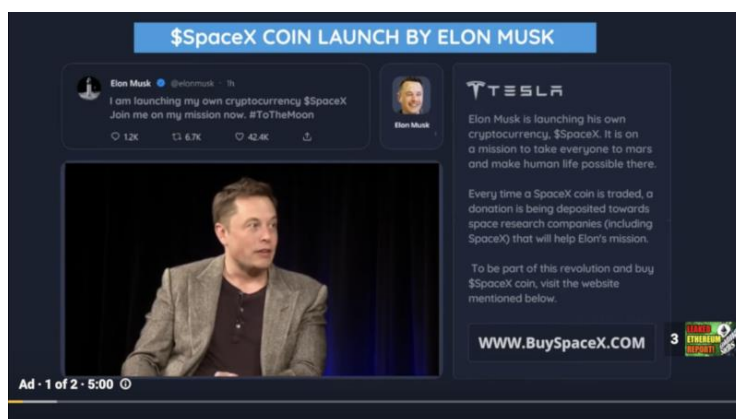 $SpaceX COIN LAUNCH BY ELON MUSK
Elon Musk @elonmusk · 1h
I am launching my own cryptocurrency $SpaceX
Join me on my mission now. #ToTheMoon
1.2K 6.7K 42.4K
Elon Musk
TESLA
Elon Musk is launching his own
cryptocurrency, $SpaceX. It is on
a mission to take everyone to mars
and make human life possible there.
Every time a SpaceX coin is traded, a
donation is being deposited towards
space research companies (including
SpaceX) that will help Elon's mission.
To be part of this revolution and buy
$SpaceX coin, visit the website
mentioned below.
WWW.BuySpaceX.COM
3
LEAKED
ETHEREUM
REPORT!
Ad · 1 of 2 · 5:00